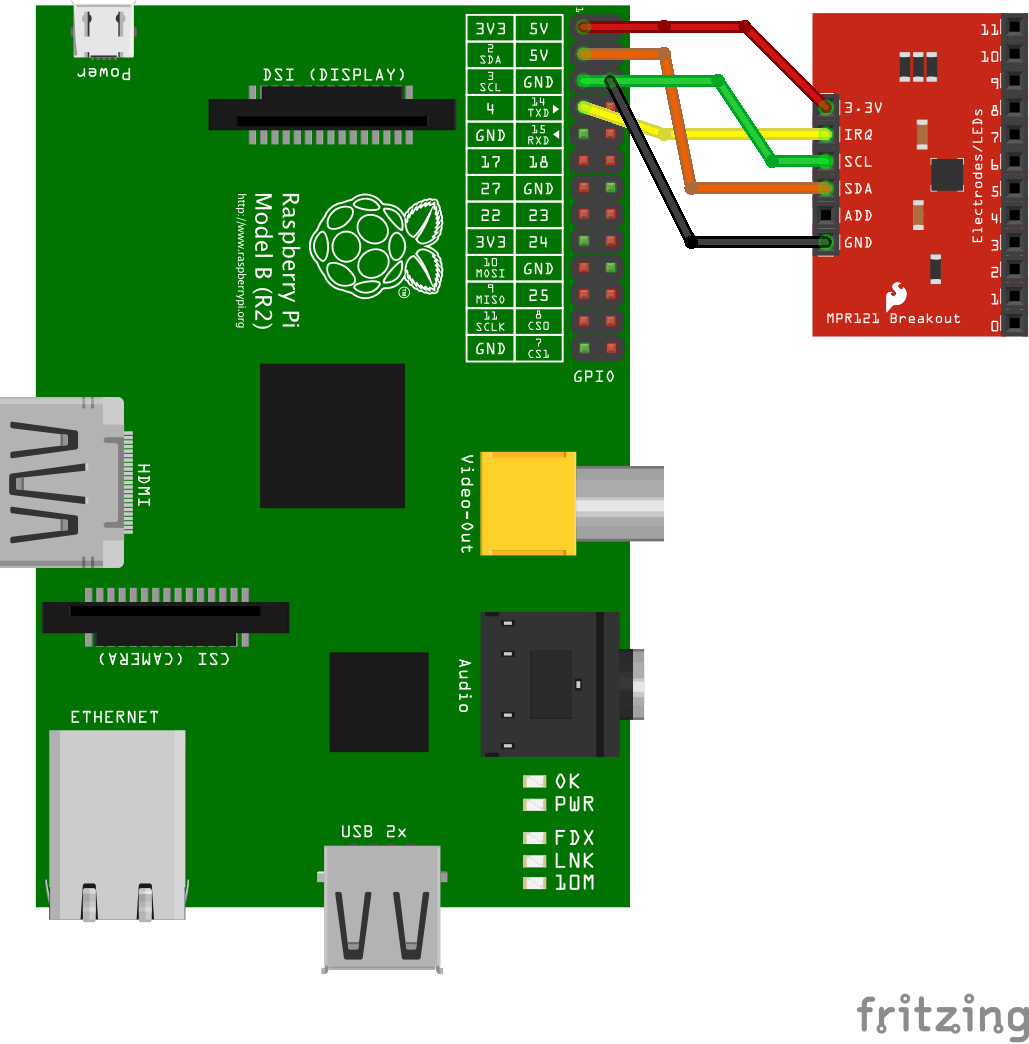 Power
DSI (DISPLAY)
1
3V3 5V
2 SDA 5V
3 SCL GND
4 14 TXD
GND 15 RXD
17 18
27 GND
22 23
3V3 24
10 MOSI GND
9 MISO 25
11 SCLK 8 CS0
GND 7 CS1
GPIO
Raspberry Pi
Model B (R2)
http://www.raspberrypi.org
TM
3.3V
IRQ
SCL
SDA
ADD
GND
MPR121 Breakout
Electrodes/LEDs
11
10
9
8
7
6
5
4
3
2
1
0
HDMI
Video-Out
CSI (CAMERA)
Audio
ETHERNET
USB 2x
OK
PWR
FDX
LNK
10M
fritzing